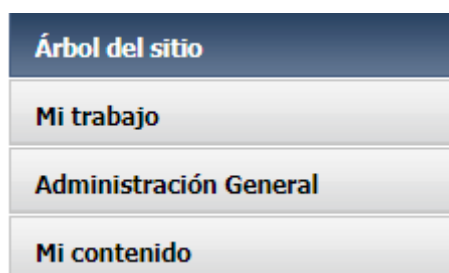 Árbol del sitio
Mi trabajo
Administración General
Mi contenido